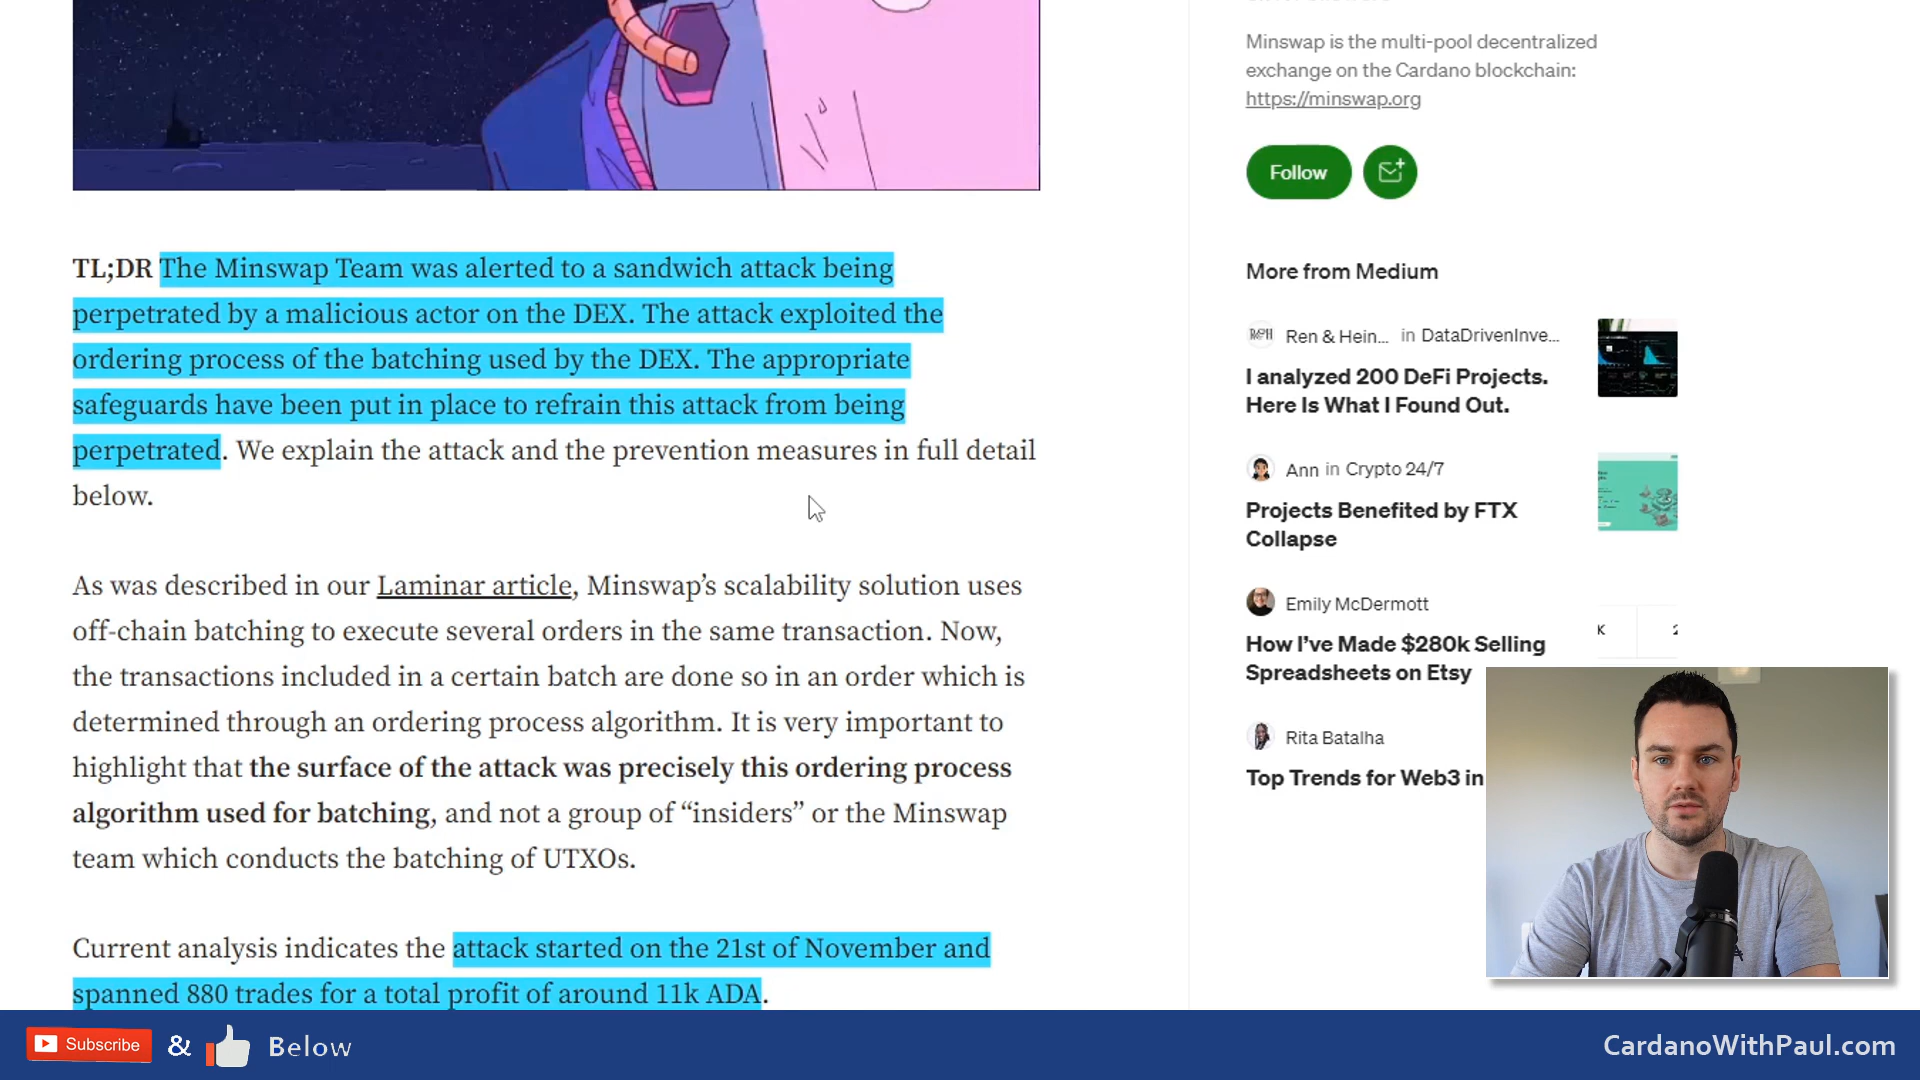 Minswap is the multi-pool decentralized
exchange on the Cardano blockchain:
https://minswap.org
Follow
TL;DR The Minswap Team was alerted to a sandwich attack being
perpetrated by a malicious actor on the DEX. The attack exploited the
ordering process of the batching used by the DEX. The appropriate
safeguards have been put in place to refrain this attack from being
perpetrated. We explain the attack and the prevention measures in full detail
below.
As was described in our Laminar article, Minswap’s scalability solution uses
off-chain batching to execute several orders in the same transaction. Now,
the transactions included in a certain batch are done so in an order which is
determined through an ordering process algorithm. It is very important to
highlight that the surface of the attack was precisely this ordering process
algorithm used for batching, and not a group of “insiders” or the Minswap
team which conducts the batching of UTXOs.
Current analysis indicates the attack started on the 21st of November and
spanned 880 trades for a total profit of around 11k ADA.
More from Medium
Ren & Hein... in DataDrivenInve...
I analyzed 200 DeFi Projects.
Here Is What I Found Out.
Ann in Crypto 24/7
Projects Benefited by FTX
Collapse
Emily McDermott
How I’ve Made $280k Selling
Spreadsheets on Etsy
K
Rita Batalha
Top Trends for Web3 in
Subscribe & Below
CardanoWithPaul.com